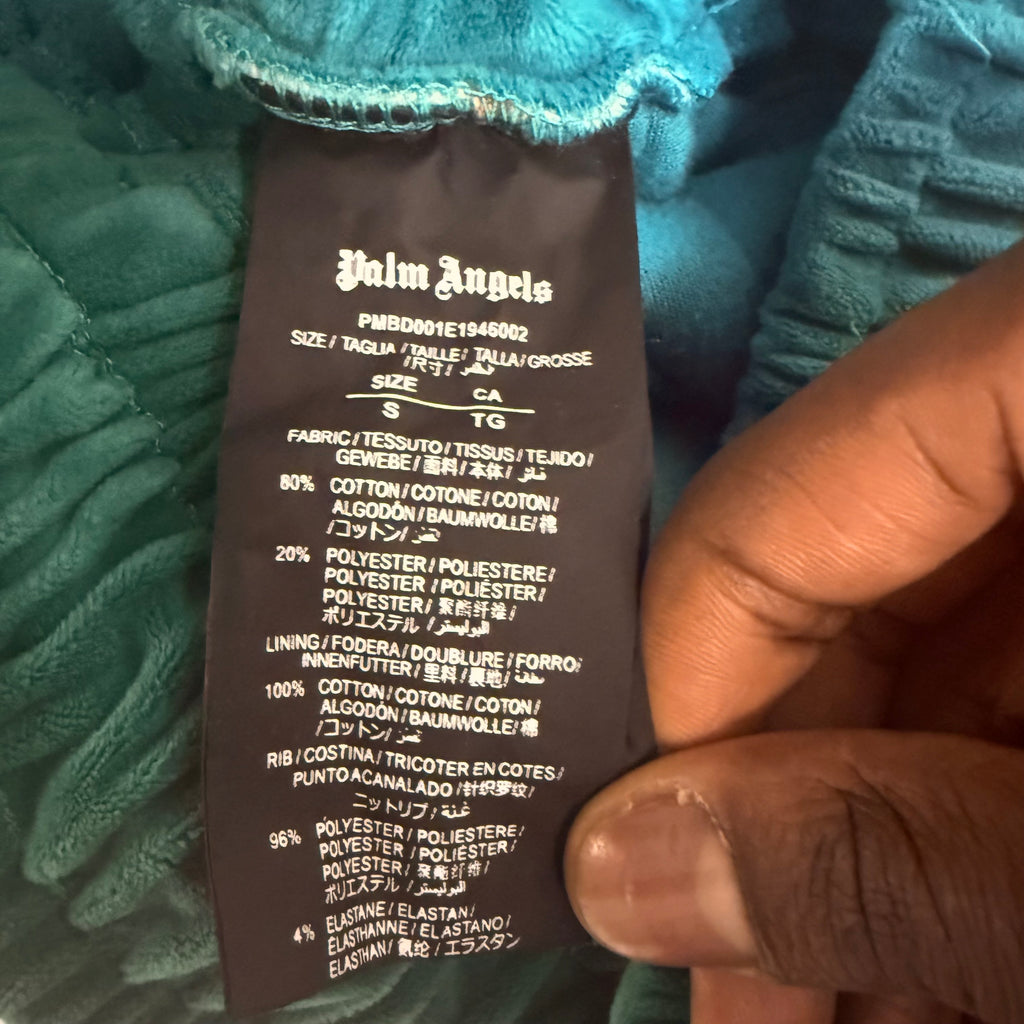 Palm Angels
PMBD001E1946002
SIZE / TAGLIA / TAILLE / TALLA / GROSSE
/尺寸/
SIZE CA
S TG
FABRIC / TESSUTO / TISSUS / TEJIDO /
GEWEBE / 面料 / 本体 /
80% COTTON / COTONE / COTON /
ALGODÓN / BAUMWOLLE / 棉
/コットン/
20% POLYESTER / POLIESTERE /
POLYESTER / POLIÉSTER /
POLYESTER / 聚酯纤维 /
ポリエステル / البوليستر
LINING / FODERA / DOUBLURE / FORRO /
INNENFUTTER / 里料 / 裏地 /
100% COTTON / COTONE / COTON /
ALGODÓN / BAUMWOLLE / 棉
/コットン/
RIB / COSTINA / TRICOTER EN COTES /
PUNTO ACANALADO / 针织罗纹 /
ニットリブ /
96% POLYESTER / POLIESTERE /
POLYESTER / POLIÉSTER /
POLYESTER / 聚酯纤维 /
ポリエステル / البوليستر
4% ELASTANE / ELASTAN /
ÉLASTHANNE / ELASTANO /
ELASTHAN / 氨纶 / エラスタン